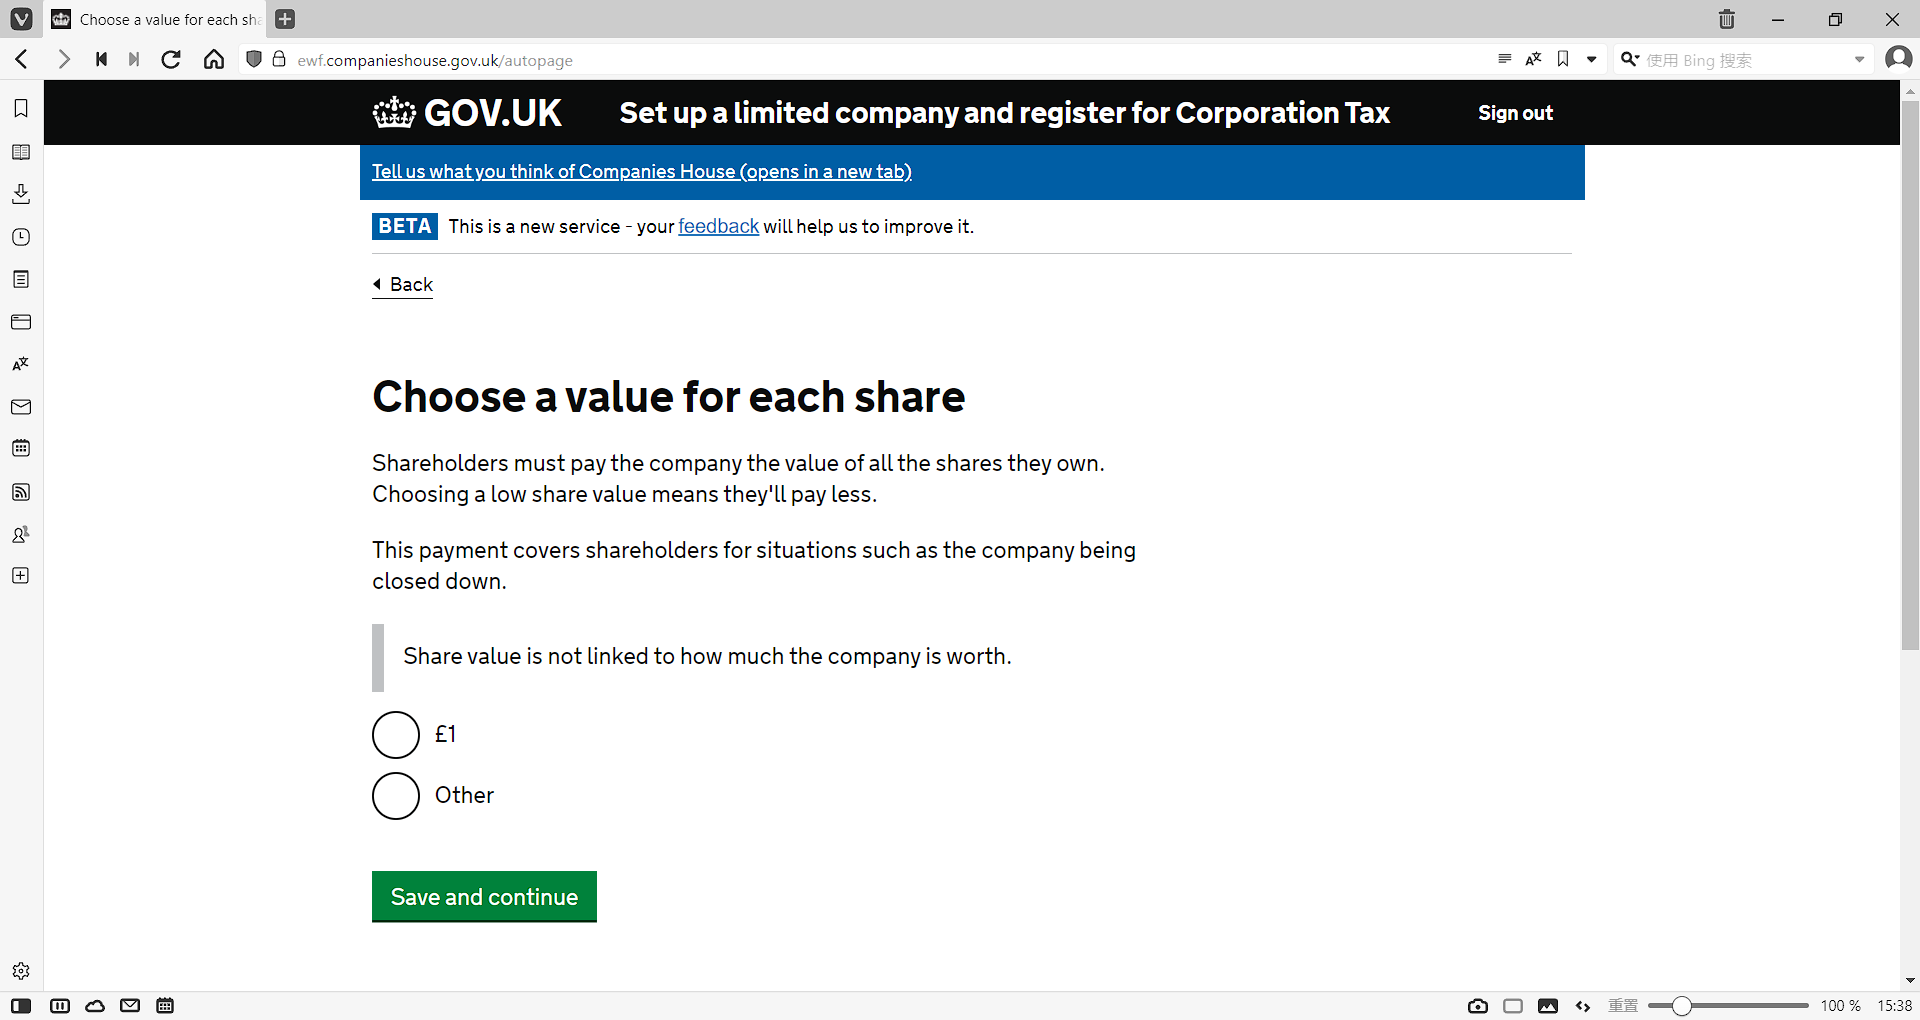 Choose a value for each sha
ewf.companieshouse.gov.uk/autopage
使用 Bing 搜索
GOV.UK
Set up a limited company and register for Corporation Tax
Sign out
Tell us what you think of Companies House (opens in a new tab)
BETA
This is a new service - your feedback will help us to improve it.
Back
Choose a value for each share
Shareholders must pay the company the value of all the shares they own.
Choosing a low share value means they'll pay less.
This payment covers shareholders for situations such as the company being
closed down.
Share value is not linked to how much the company is worth.
£1
Other
Save and continue
重置
100 %
15:38